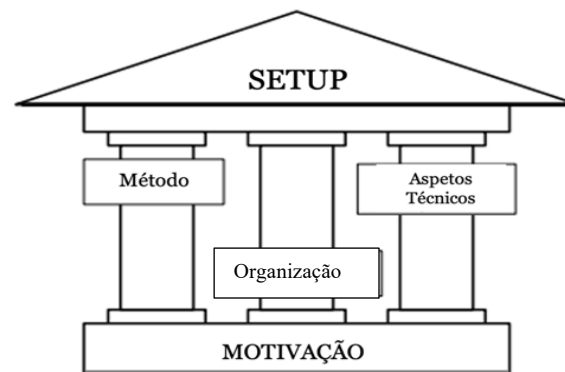 SETUP
Método
Aspetos
Técnicos
Organização
MOTIVAÇÃO